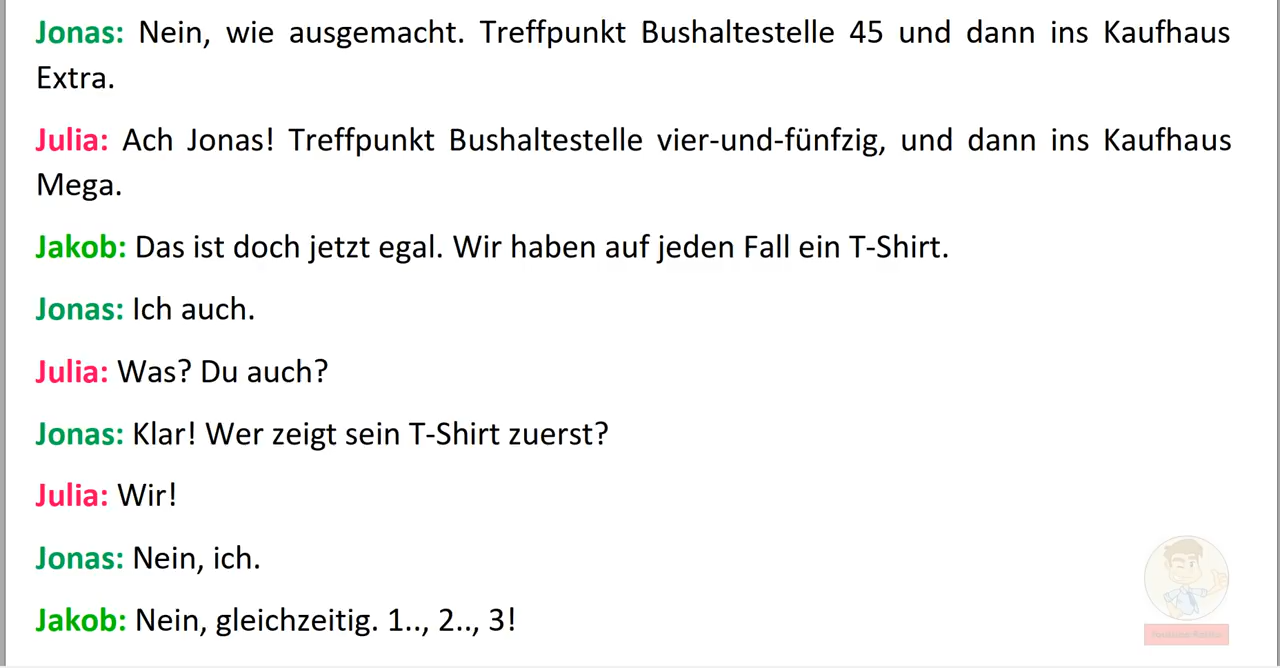 Jonas: Nein, wie ausgemacht. Treffpunkt Bushaltestelle 45 und dann ins Kaufhaus
Extra.
Julia: Ach Jonas! Treffpunkt Bushaltestelle vier-und-fünfzig, und dann ins Kaufhaus
Mega.
Jakob: Das ist doch jetzt egal. Wir haben auf jeden Fall ein T-Shirt.
Jonas: Ich auch.
Julia: Was? Du auch?
Jonas: Klar! Wer zeigt sein T-Shirt zuerst?
Julia: Wir!
Jonas: Nein, ich.
Jakob: Nein, gleichzeitig. 1.., 2.., 3!